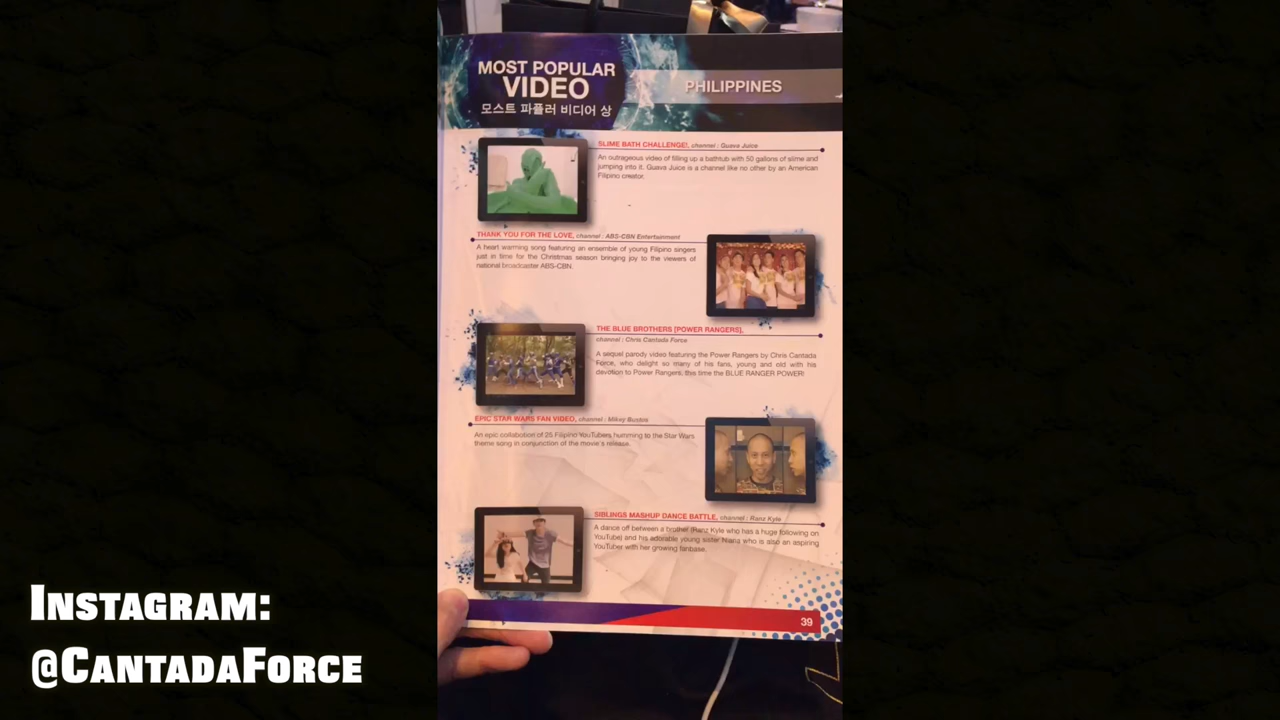 MOST POPULAR
VIDEO
모스트 파퓰러 비디어 상
PHILIPPINES
SLIME BATH CHALLENGE!, channel : Guava Juice
An outrageous video of filling up a bathtub with 50 gallons of slime and
jumping into it. Guava Juice is a channel like no other by an American
Filipino creator.
THANK YOU FOR THE LOVE, channel : ABS-CBN Entertainment
A heart warming song featuring an ensemble of young Filipino singers
just in time for the Christmas season bringing joy to the viewers of
national broadcaster ABS-CBN.
THE BLUE BROTHERS [POWER RANGERS],
channel : Chris Cantada Force
A sequel parody video featuring the Power Rangers by Chris Cantada
Force, who delight so many of his fans, young and old with his
devotion to Power Rangers, this time the BLUE RANGER POWER!
EPIC STAR WARS FAN VIDEO, channel : Mikey Bustos
An epic collabotion of 25 Filipino YouTubers humming to the Star Wars
theme song in conjunction of the movie's release.
SIBLINGS MASHUP DANCE BATTLE, channel : Ranz Kyle
A dance off between a brother (Ranz Kyle who has a huge following on
YouTube) and his adorable young sister Niana who is also an aspiring
YouTuber with her growing fanbase.
39
INSTAGRAM:
@CANTADAFORCE